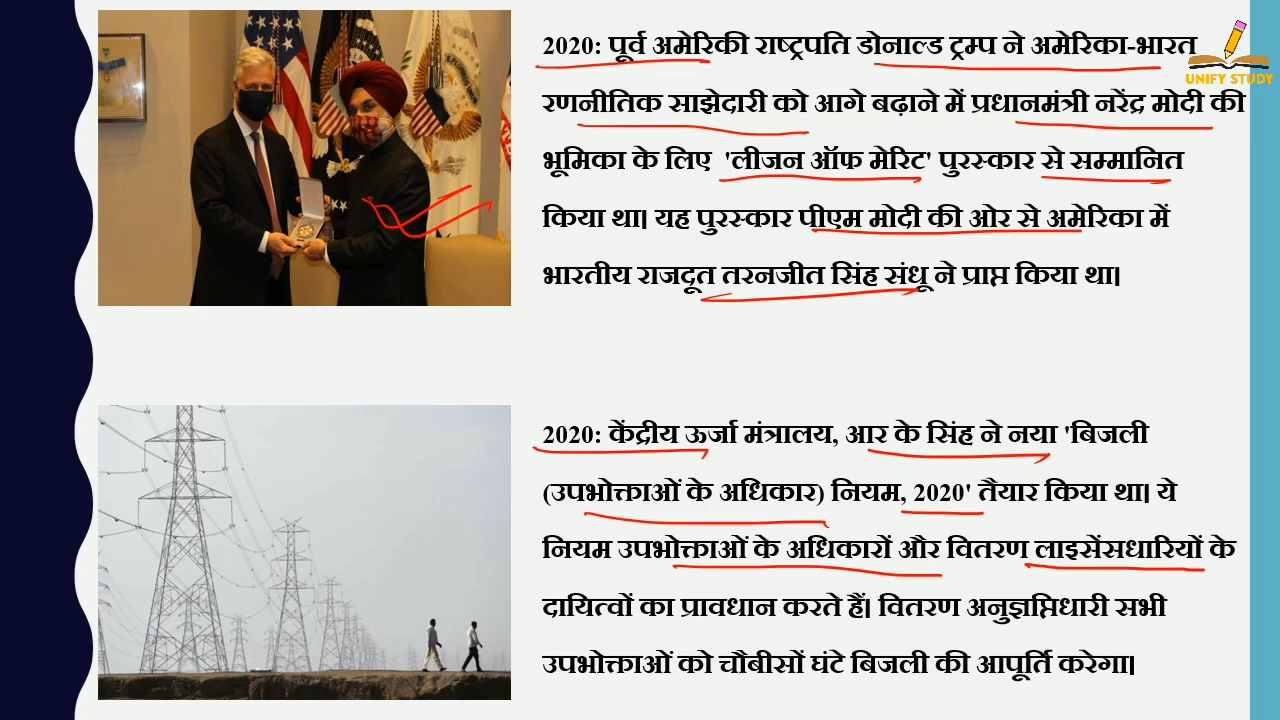 2020: पूर्व अमेरिकी राष्ट्रपति डोनाल्ड ट्रम्प ने अमेरिका-भारत
UNIFY STUDY
रणनीतिक साझेदारी को आगे बढ़ाने में प्रधानमंत्री नरेंद्र मोदी की
भूमिका के लिए 'लीजन ऑफ मेरिट' पुरस्कार से सम्मानित
किया था। यह पुरस्कार पीएम मोदी की ओर से अमेरिका में
भारतीय राजदूत तरनजीत सिंह संधू ने प्राप्त किया था।
2020: केंद्रीय ऊर्जा मंत्रालय, आर के सिंह ने नया 'बिजली
(उपभोक्ताओं के अधिकार) नियम, 2020' तैयार किया था। ये
नियम उपभोक्ताओं के अधिकारों और वितरण लाइसेंसधारियों के
दायित्वों का प्रावधान करते हैं। वितरण अनुज्ञप्तिधारी सभी
उपभोक्ताओं को चौबीसों घंटे बिजली की आपूर्ति करेगा।